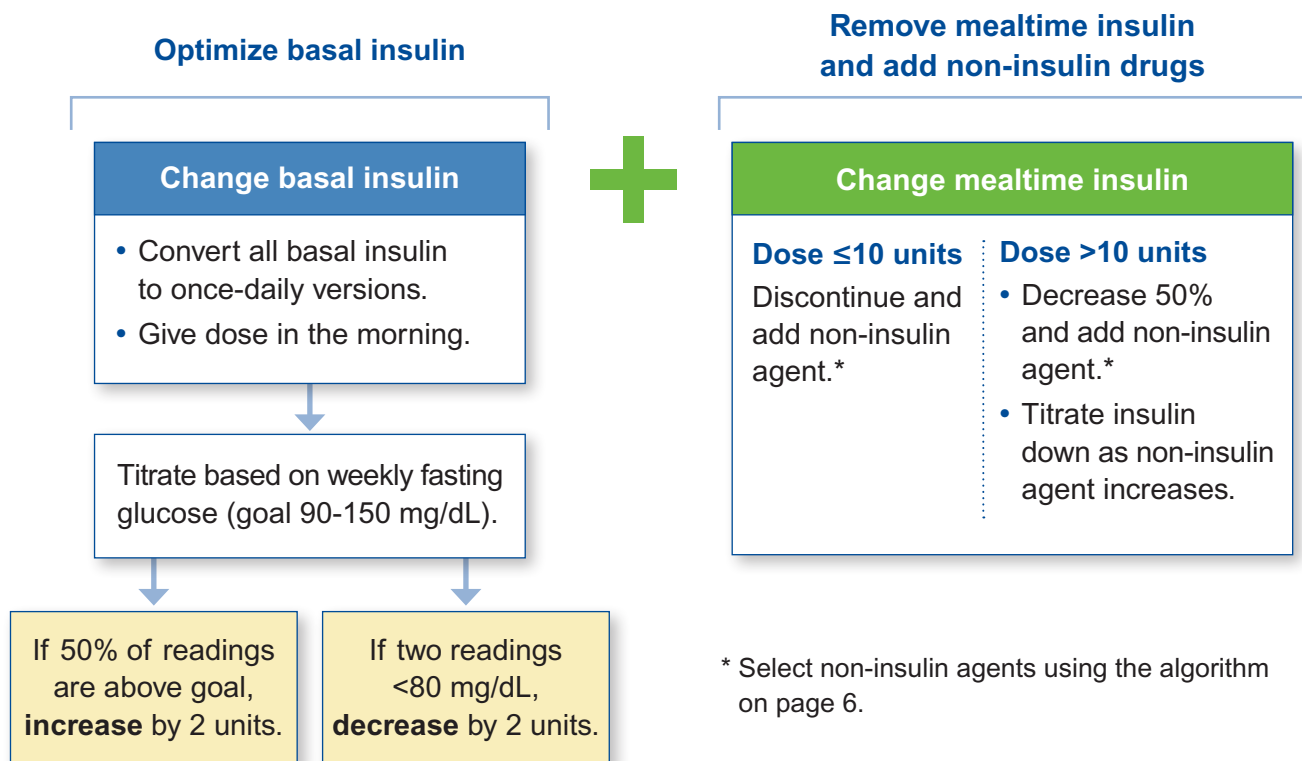 Optimize basal insulin
Change basal insulin
• Convert all basal insulin
to once-daily versions.
• Give dose in the morning.
Titrate based on weekly fasting
glucose (goal 90-150 mg/dL).
If 50% of readings
are above goal,
increase by 2 units.
If two readings
<80 mg/dL,
decrease by 2 units.
Remove mealtime insulin
and add non-insulin drugs
Change mealtime insulin
Dose ≤10 units
Discontinue and
add non-insulin
agent.*
Dose >10 units
• Decrease 50%
and add non-insulin
agent.*
• Titrate insulin
down as non-insulin
agent increases.
* Select non-insulin agents using the algorithm
on page 6.